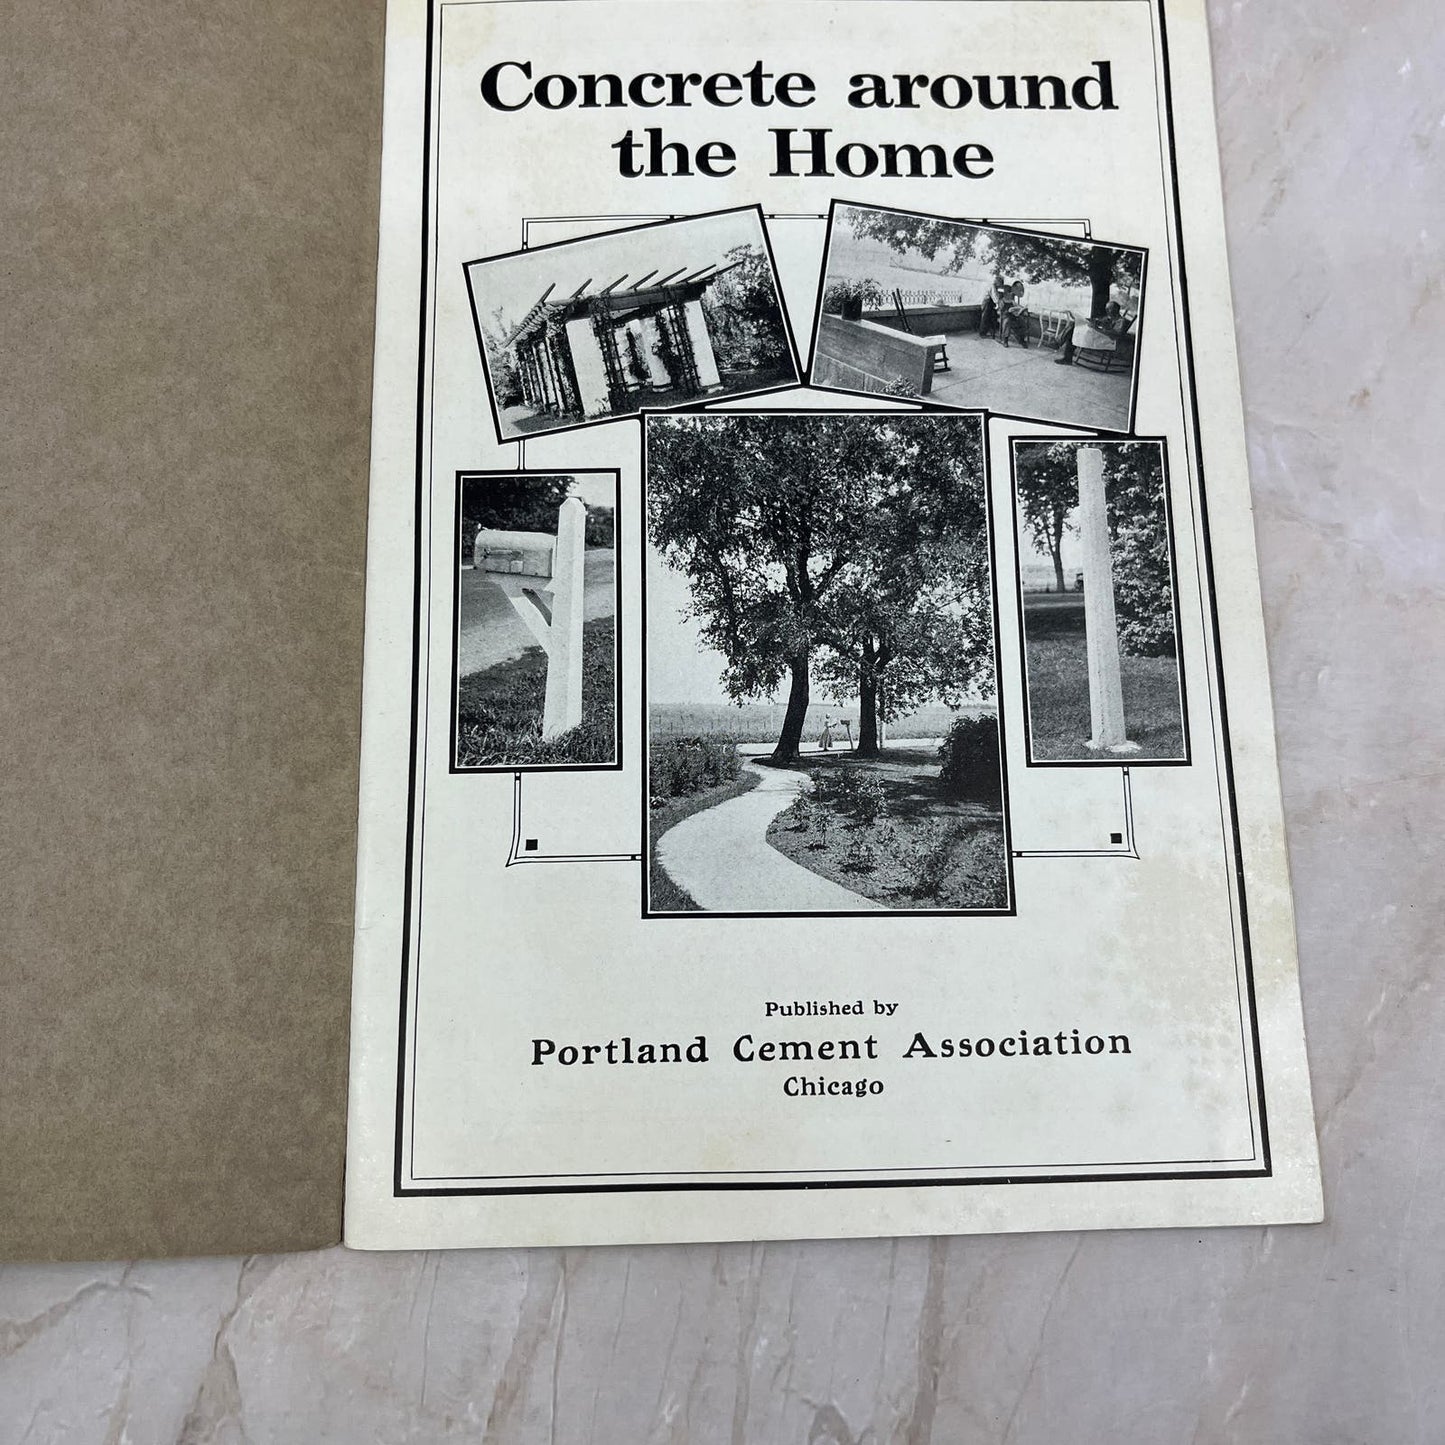 Concrete around
the Home
Published by
Portland Cement Association
Chicago